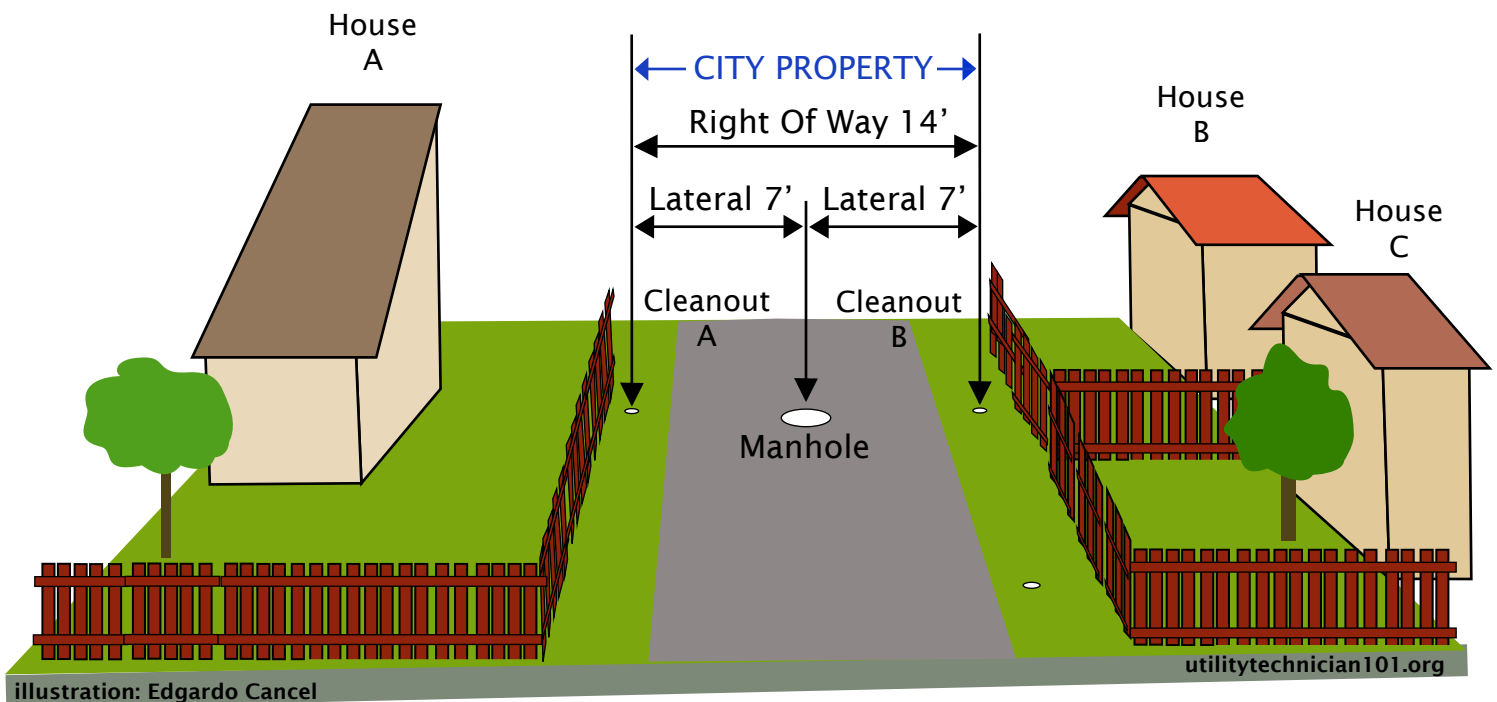 House
A
CITY PROPERTY
Right Of Way 14’
Lateral 7’ Lateral 7’
House
B
House
C
Cleanout
A
Cleanout
B
Manhole
utilitytechnician101.org
illustration: Edgardo Cancel